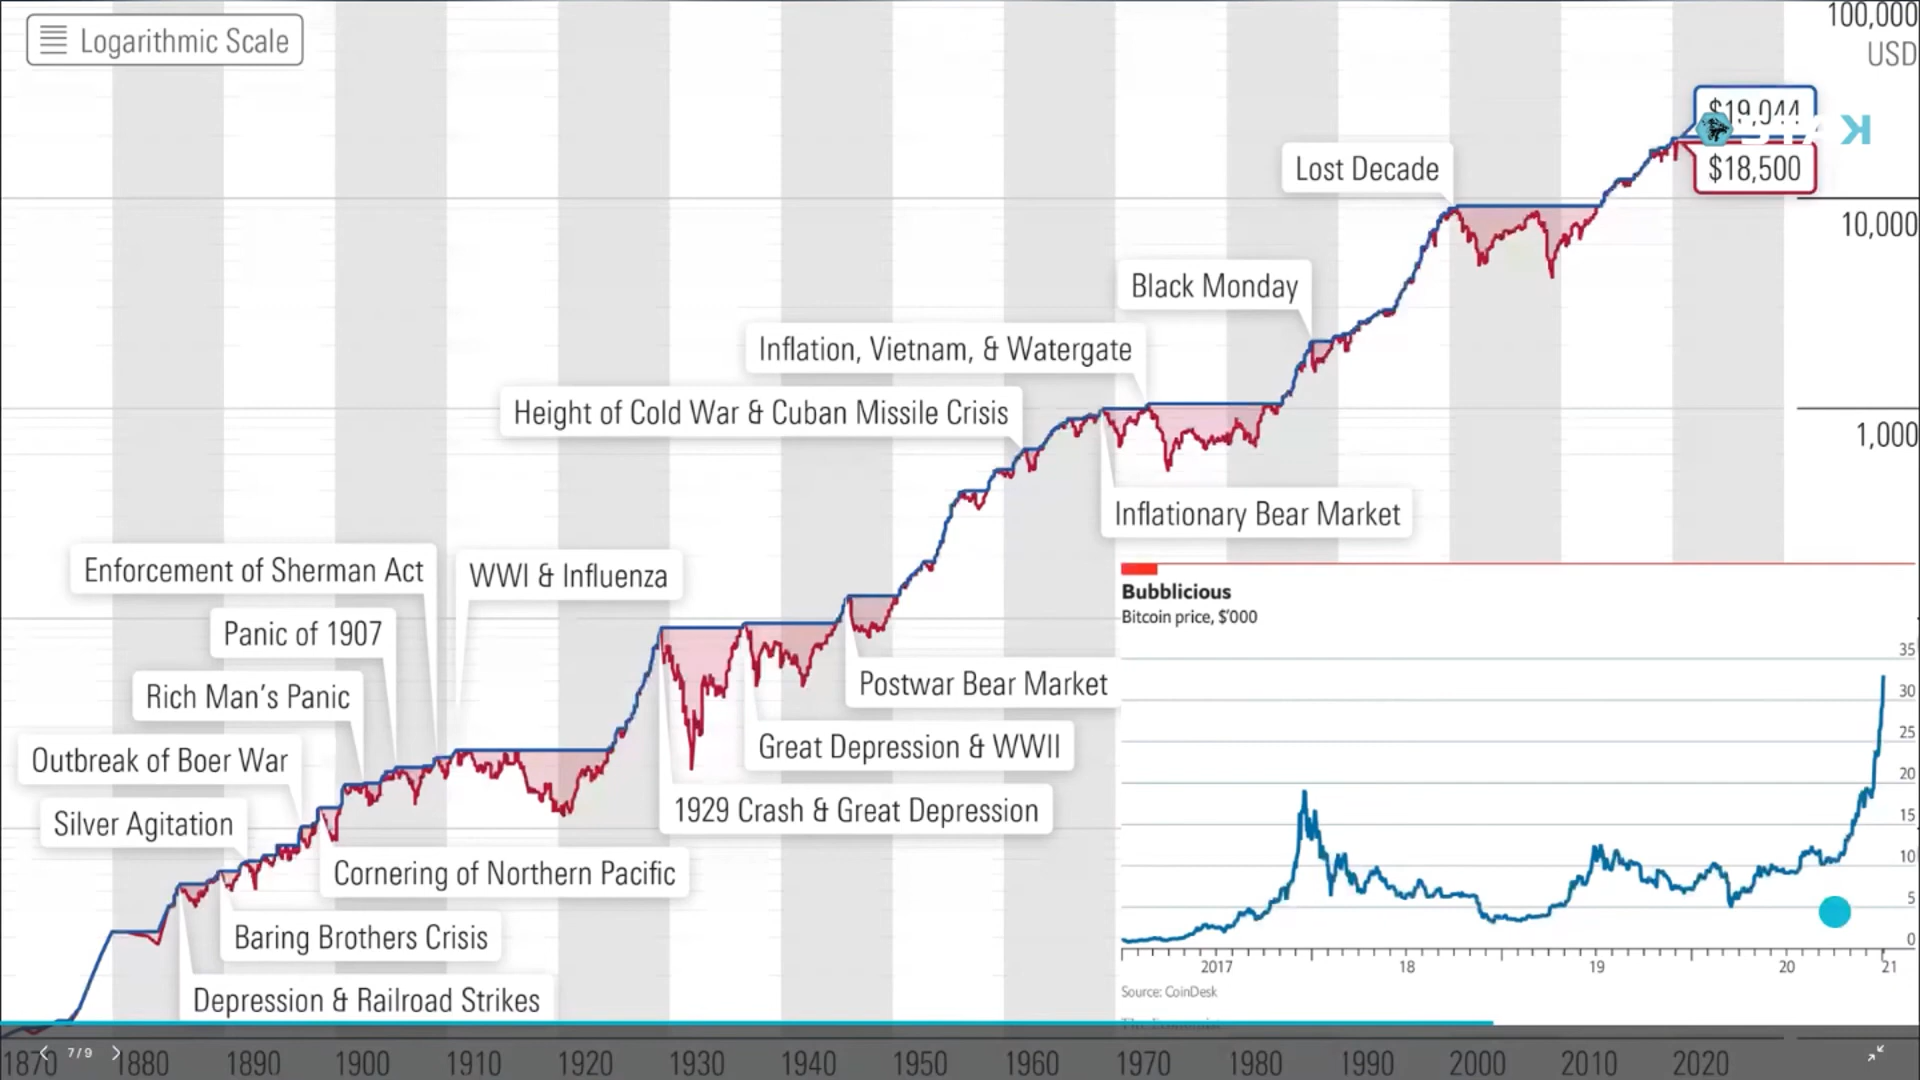 Logarithmic Scale
100,000
USD
$19,044
K
$18,500
Lost Decade
10,000
Black Monday
Inflation, Vietnam, & Watergate
Height of Cold War & Cuban Missile Crisis
1,000
Inflationary Bear Market
Enforcement of Sherman Act
WWI & Influenza
Panic of 1907
Rich Man's Panic
Postwar Bear Market
Outbreak of Boer War
Great Depression & WWII
Silver Agitation
1929 Crash & Great Depression
Cornering of Northern Pacific
Baring Brothers Crisis
Depression & Railroad Strikes
Bubblicious
Bitcoin price, $'000
35
30
25
20
15
10
5
0
2017 18 19 20 21
Source: CoinDesk
The Economist
1870 1880 1890 1900 1910 1920 1930 1940 1950 1960 1970 1980 1990 2000 2010 2020
7/9